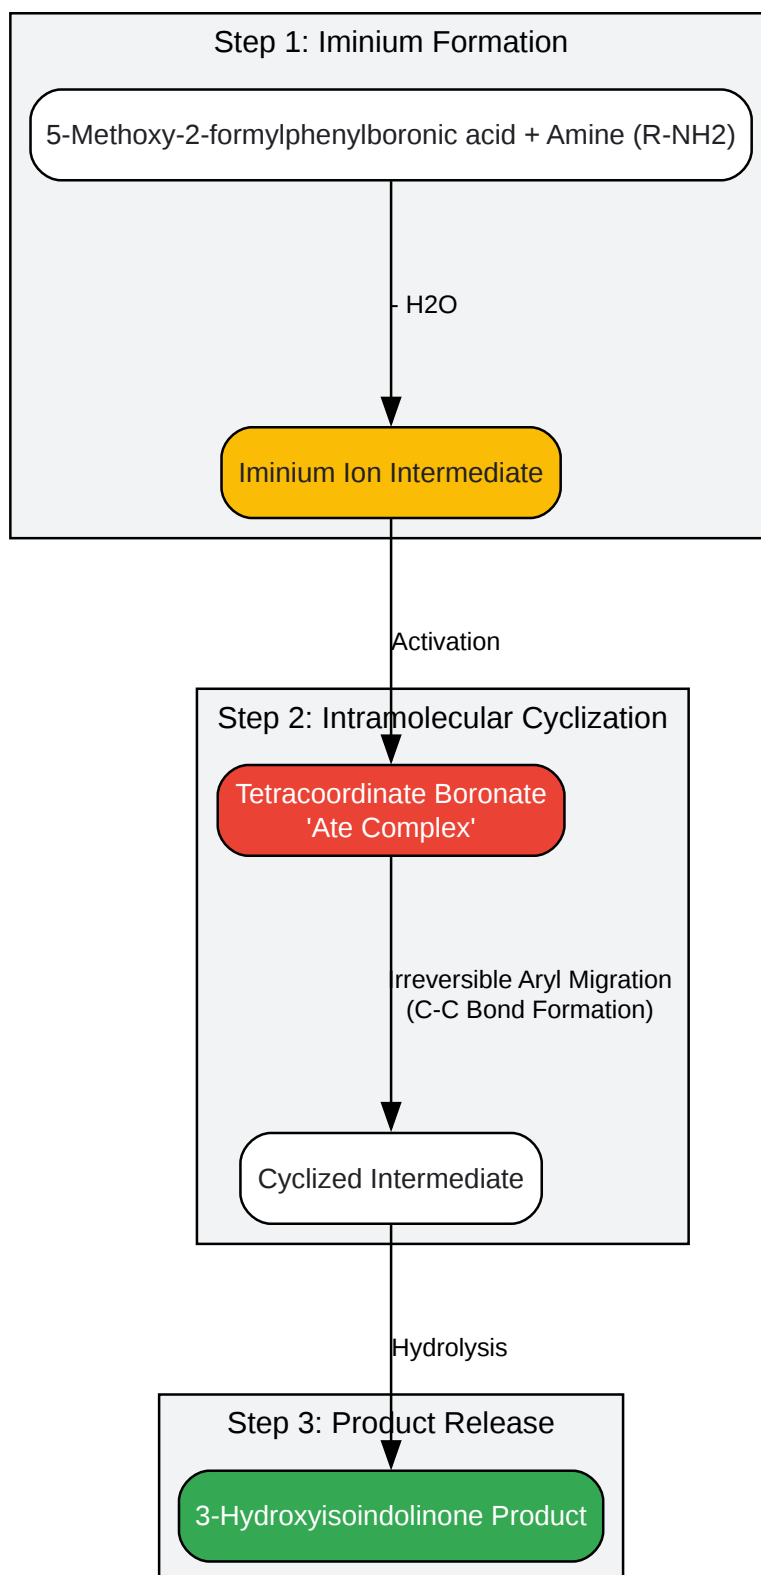 Step 1: Iminium Formation
5-Methoxy-2-formylphenylboronic acid + Amine (R-NH2)
- H2O
Iminium Ion Intermediate
Activation
Step 2: Intramolecular Cyclization
Tetracoordinate Boronate
'Ate Complex'
Irreversible Aryl Migration
(C-C Bond Formation)
Cyclized Intermediate
Hydrolysis
Step 3: Product Release
3-Hydroxyisoindolinone Product